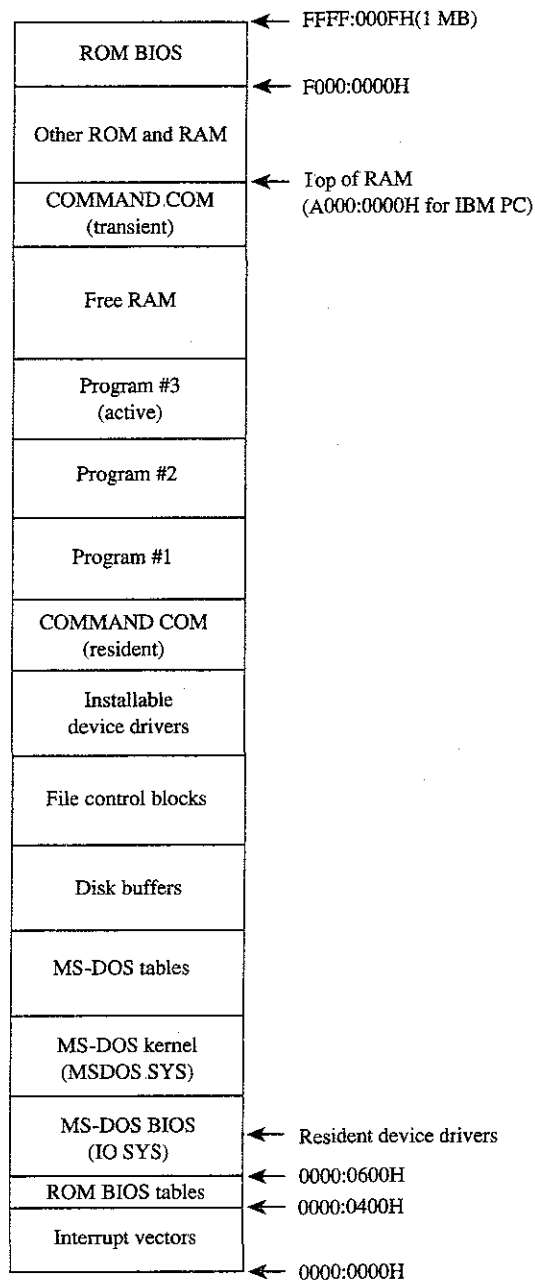 FFFF:000FH(1 MB)
ROM BIOS
F000:0000H
Other ROM and RAM
Top of RAM
(A000:0000H for IBM PC)
COMMAND.COM
(transient)
Free RAM
Program #3
(active)
Program #2
Program #1
COMMAND COM
(resident)
Installable
device drivers
File control blocks
Disk buffers
MS-DOS tables
MS-DOS kernel
(MSDOS.SYS)
MS-DOS BIOS
(IO SYS)
Resident device drivers
0000:0600H
ROM BIOS tables
0000:0400H
Interrupt vectors
0000:0000H